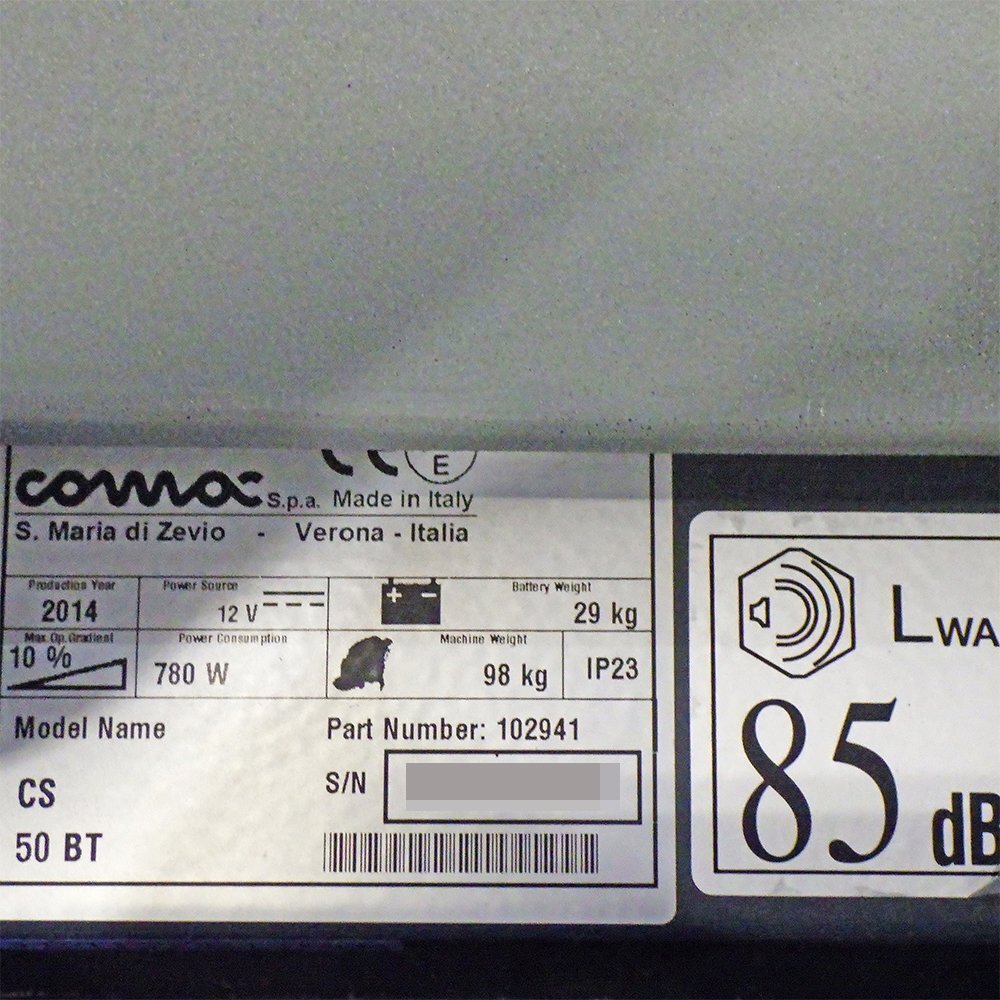 CE E
comac S.p.a. Made in Italy
S. Maria di Zevio - Verona - Italia
Production Year Power Source Battery Weight
2014 12 V + - 29 kg
Max.Op.Gradient Power Consumption Machine Weight
10 % 780 W 98 kg IP23
Model Name Part Number: 102941
CS S/N
50 BT
LWA
85 dB